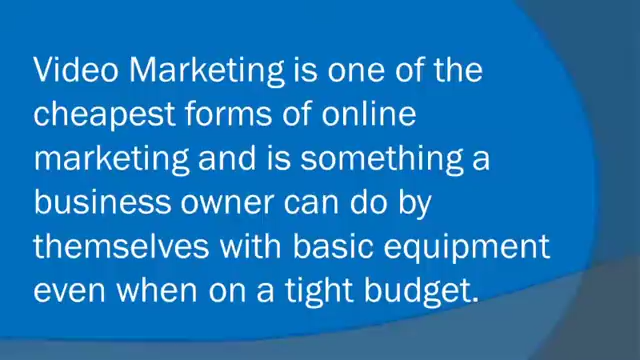 Video Marketing is one of the
cheapest forms of online
marketing and is something a
business owner can do by
themselves with basic equipment
even when on a tight budget.